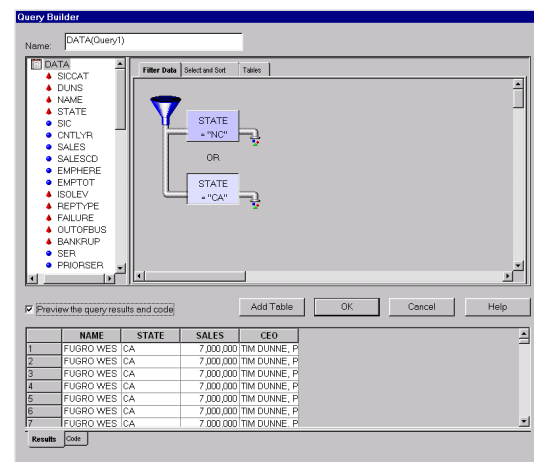 Query Builder
Name: DATA(Query1)
DATA
SICCAT
DUNS
NAME
STATE
SIC
CNTLYR
SALES
SALESCD
EMPHERE
EMPTOT
ISOLEV
REPTYPE
FAILURE
OUTOFBUS
BANKRUP
SER
PRIORSER
Filter Data Select and Sort Tables
STATE
= "NC"
OR
STATE
= "CA"
Preview the query results and code
Add Table OK Cancel Help
NAME STATE SALES CEO
1 FUGRO WES CA 7,000,000 TIM DUNNE, P
2 FUGRO WES CA 7,000,000 TIM DUNNE, P
3 FUGRO WES CA 7,000,000 TIM DUNNE, P
4 FUGRO WES CA 7,000,000 TIM DUNNE, P
5 FUGRO WES CA 7,000,000 TIM DUNNE, P
6 FUGRO WES CA 7,000,000 TIM DUNNE, P
7 FUGRO WES CA 7,000,000 TIM DUNNE, P
Results Code